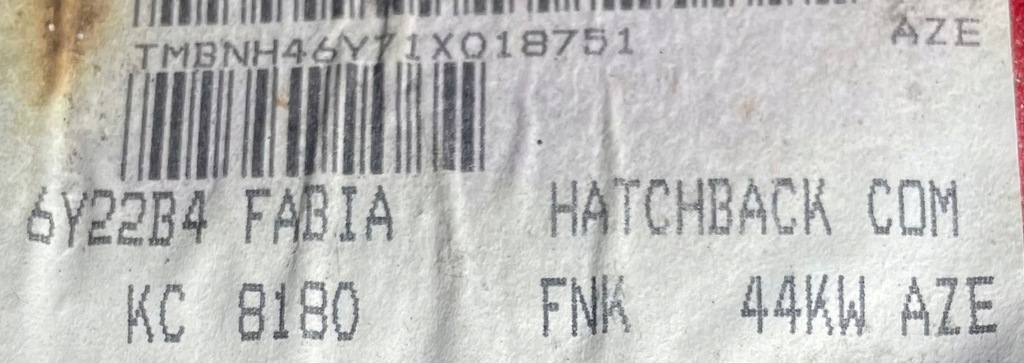 TMBNH46Y71X018751 AZE
6Y22B4 FABIA HATCHBACK COM
KC 8180 FNK 44KW AZE